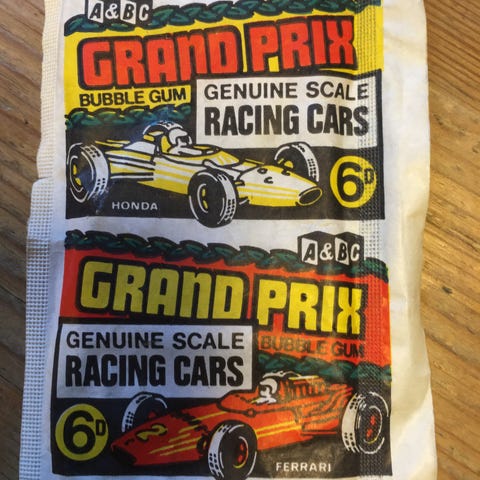 A&BC
GRAND PRIX
BUBBLE GUM
GENUINE SCALE
RACING CARS
6D
HONDA
A&BC
GRAND PRIX
BUBBLE GUM
GENUINE SCALE
RACING CARS
6D
2
FERRARI